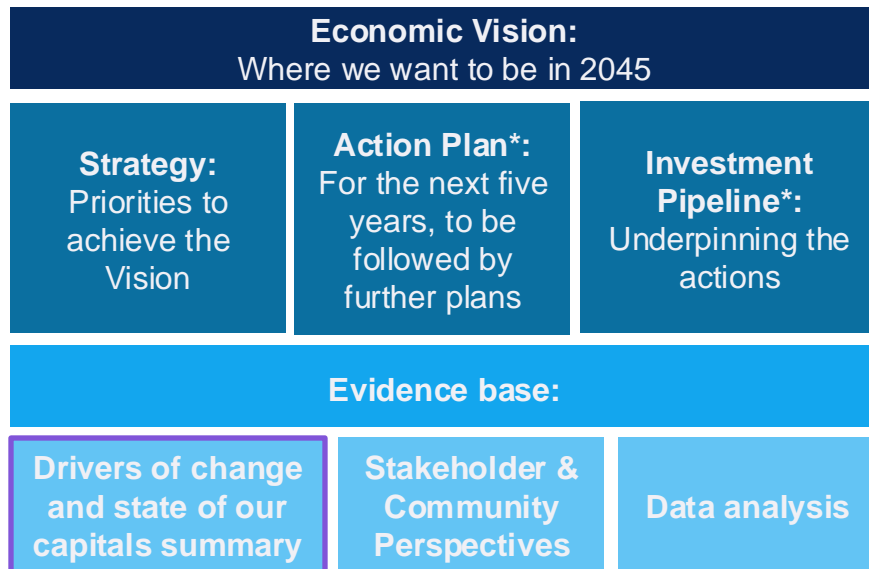 Economic Vision:
Where we want to be in 2045
Strategy:
Priorities to
achieve the
Vision
Action Plan*:
For the next five
years, to be
followed by
further plans
Investment
Pipeline*:
Underpinning the
actions
Evidence base:
Drivers of change
and state of our
capitals summary
Stakeholder &
Community
Perspectives
Data analysis